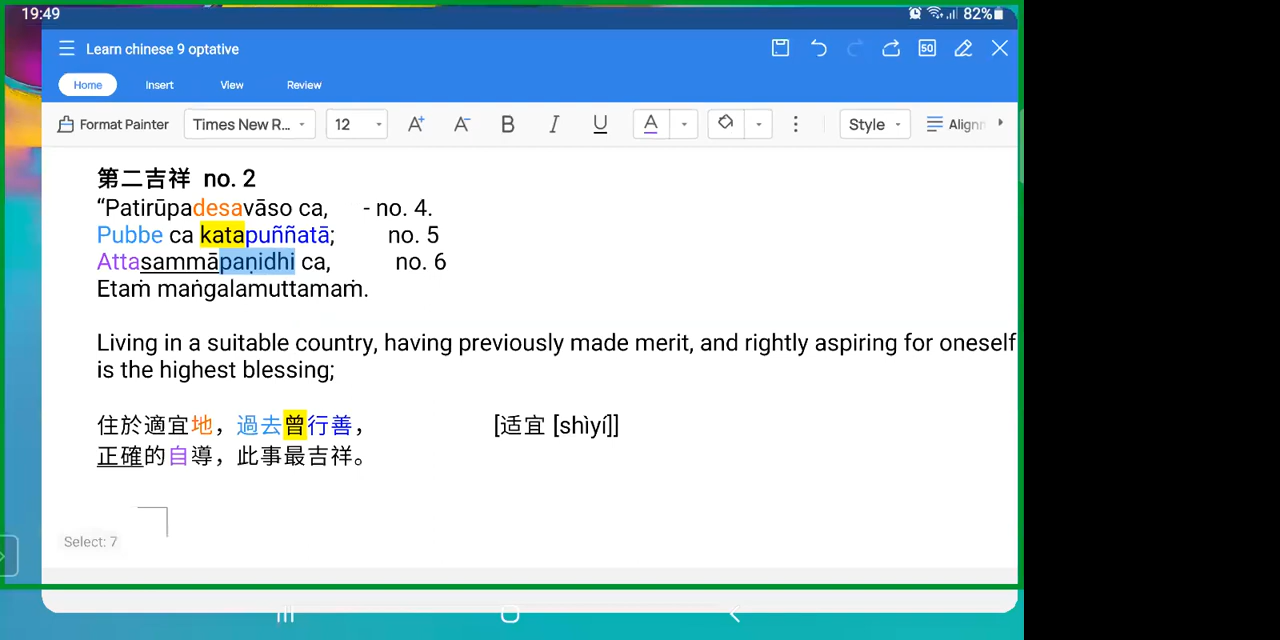 19:49
82%
Learn chinese 9 optative
50
Home Insert View Review
Format Painter Times New R... 12 A+ A- B I U A Style Alignn
第二吉祥 no. 2
“Patirūpadesavāso ca, - no. 4.
Pubbe ca katapuññatā; no. 5
Attasammāpaṇidhi ca, no. 6
Etaṁ maṅgalamuttamaṁ.
Living in a suitable country, having previously made merit, and rightly aspiring for oneself
is the highest blessing;
住於適宜地，過去曾行善， [适宜 [shìyí]]
正確的自導，此事最吉祥。
Select: 7